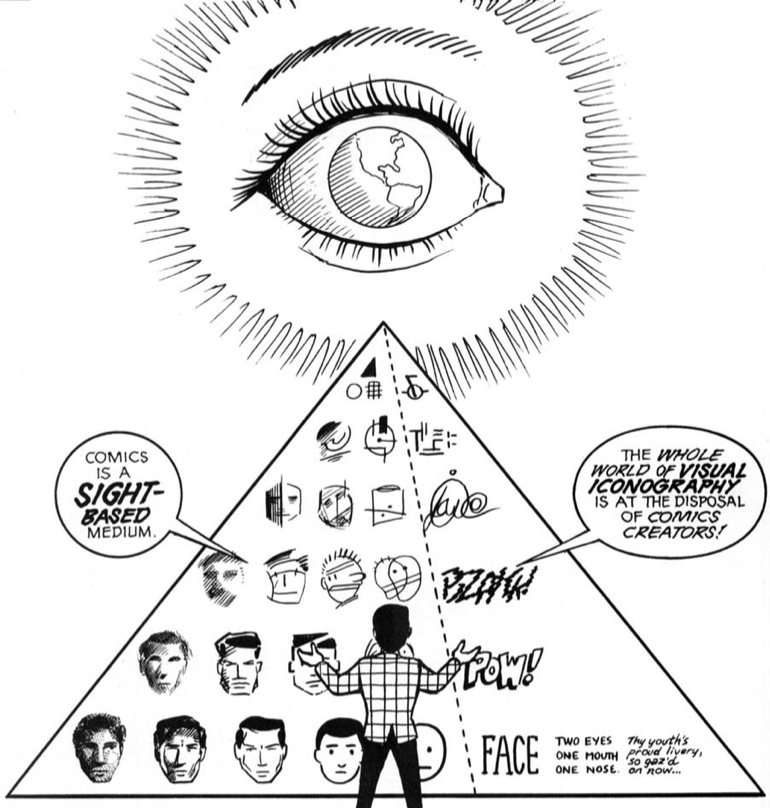 COMICS
IS A
SIGHT-
BASED
MEDIUM.
THE WHOLE
WORLD OF VISUAL
ICONOGRAPHY
IS AT THE DISPOSAL
OF COMICS
CREATORS!
POW!
FACE
TWO EYES
ONE MOUTH
ONE NOSE.
Thy youth's
proud livery,
so gaz'd
on now...